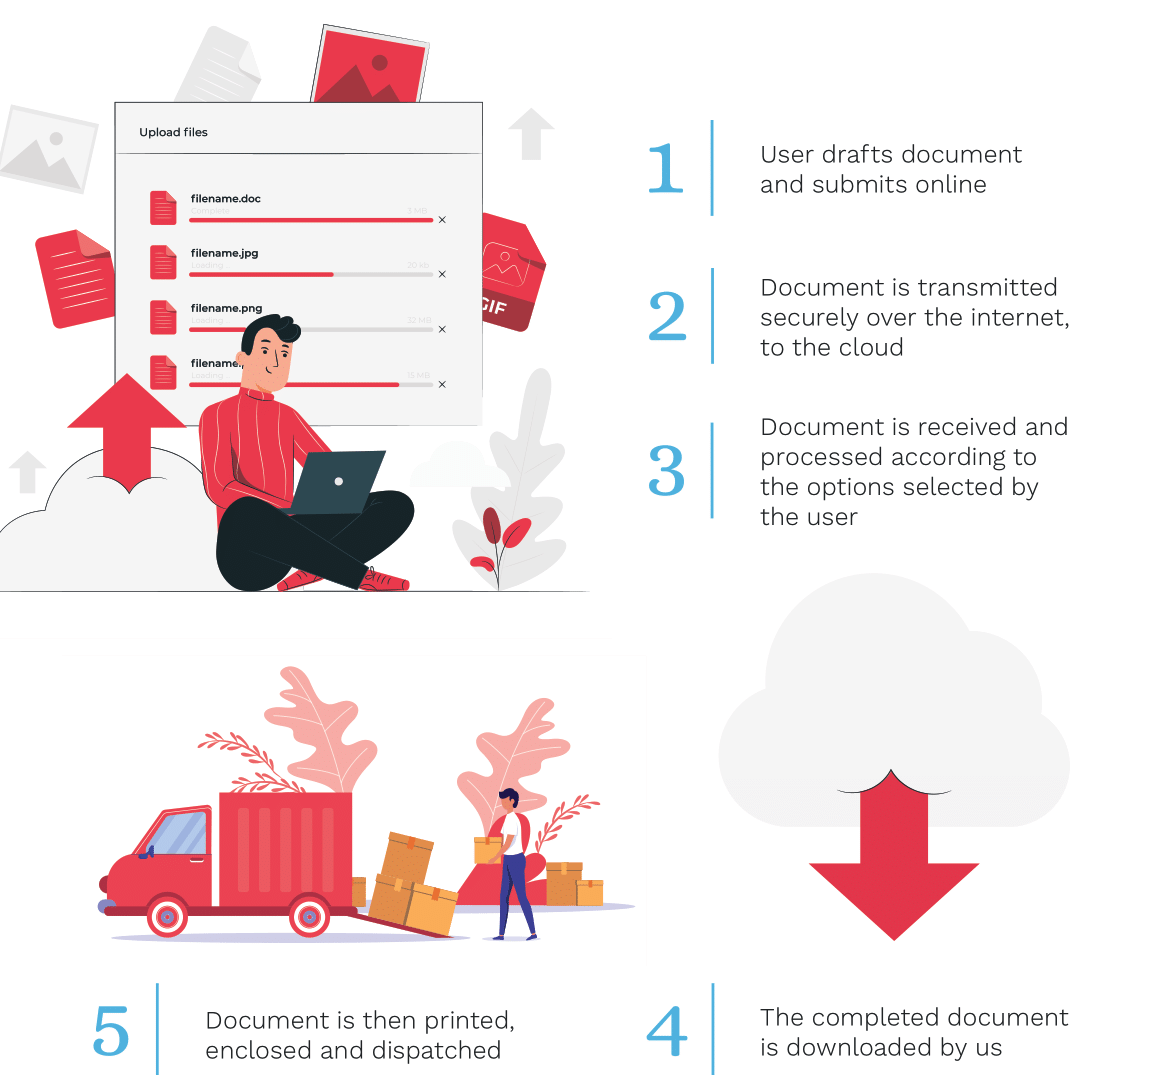 Upload files
filename.doc
Complete 3 MB
filename.jpg
Loading 20 kb
GIF
filename.png
Loading 32 MB
filename.
Loading 15 MB
1
User drafts document
and submits online
2
Document is transmitted
securely over the internet,
to the cloud
3
Document is received and
processed according to
the options selected by
the user
5
Document is then printed,
enclosed and dispatched
4
The completed document
is downloaded by us